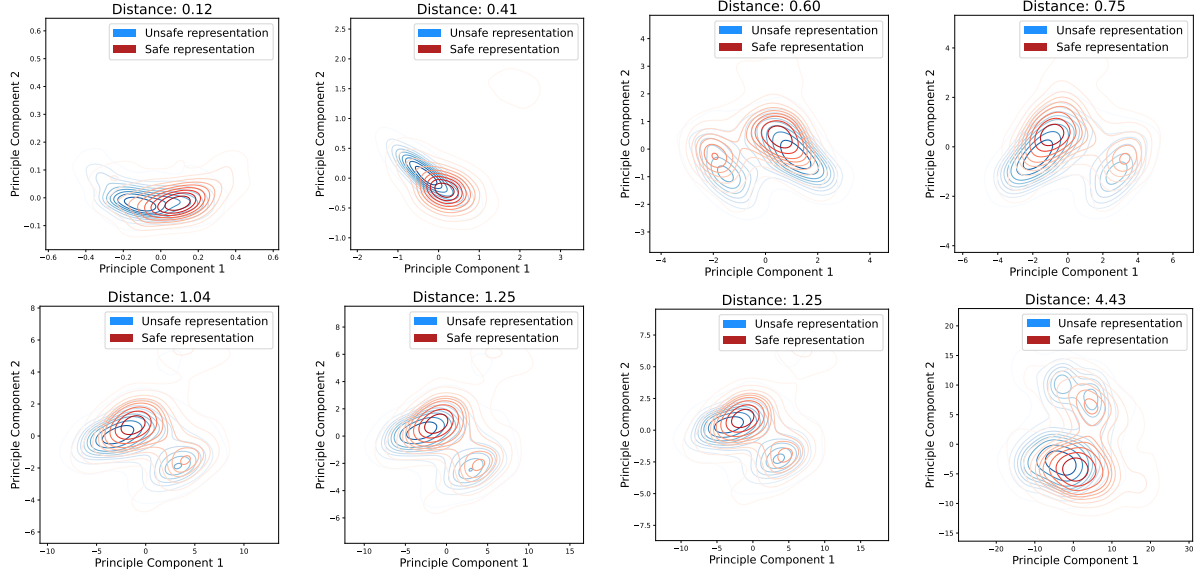 Distance: 0.12
Unsafe representation
Safe representation
Principle Component 2
0.6
0.5
0.4
0.3
0.2
0.1
0.0
−0.1
−0.6
−0.4
−0.2
0.0
0.2
0.4
0.6
Principle Component 1
Distance: 0.41
Unsafe representation
Safe representation
Principle Component 2
2.5
2.0
1.5
1.0
0.5
0.0
−0.5
−1.0
−2
−1
0
1
2
3
Principle Component 1
Distance: 0.60
Unsafe representation
Safe representation
Principle Component 2
4
3
2
1
0
−1
−2
−3
−4
−2
0
2
4
Principle Component 1
Distance: 0.75
Unsafe representation
Safe representation
Principle Component 2
4
2
0
−2
−4
−6
−4
−2
0
2
4
6
Principle Component 1
Distance: 1.04
Unsafe representation
Safe representation
Principle Component 2
8
6
4
2
0
−2
−4
−6
−10
−5
0
5
10
Principle Component 1
Distance: 1.25
Unsafe representation
Safe representation
Principle Component 2
8
6
4
2
0
−2
−4
−6
−10
−5
0
5
10
15
Principle Component 1
Distance: 1.25
Unsafe representation
Safe representation
Principle Component 2
7.5
5.0
2.5
0.0
−2.5
−5.0
−7.5
−10
−5
0
5
10
15
Principle Component 1
Distance: 4.43
Unsafe representation
Safe representation
Principle Component 2
20
15
10
5
0
−5
−10
−15
−20
−10
0
10
20
30
Principle Component 1